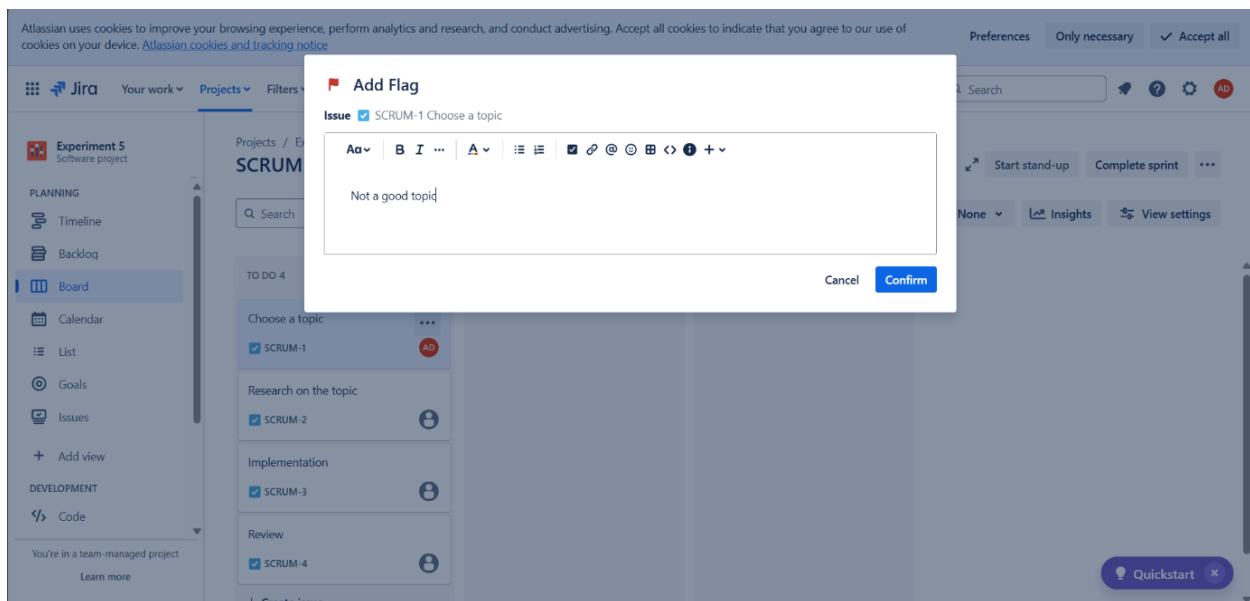 Atlassian uses cookies to improve your browsing experience, perform analytics and research, and conduct advertising. Accept all cookies to indicate that you agree to our use of
cookies on your device. Atlassian cookies and tracking notice
Preferences
Only necessary
Accept all
Jira
Your work
Projects
Filters
Search
AD
Add Flag
Issue SCRUM-1 Choose a topic
Aa B I ... A
Not a good topic
Cancel
Confirm
Experiment 5
Software project
PLANNING
Timeline
Backlog
Board
Calendar
List
Goals
Issues
Add view
DEVELOPMENT
Code
You're in a team-managed project
Learn more
Projects /
SCRUM
Start stand-up
Complete sprint
Search
None
Insights
View settings
TO DO 4
Choose a topic
SCRUM-1
AD
Research on the topic
SCRUM-2
Implementation
SCRUM-3
Review
SCRUM-4
Quickstart